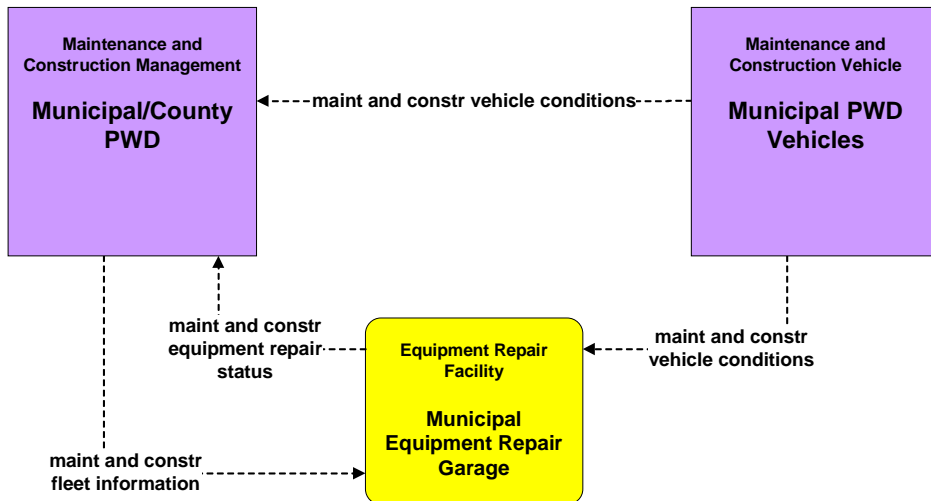 Maintenance and
Construction Management
Municipal/County
PWD
maint and constr vehicle conditions
Maintenance and
Construction Vehicle
Municipal PWD
Vehicles
maint and constr
equipment repair
status
Equipment Repair
Facility
Municipal
Equipment Repair
Garage
maint and constr
vehicle conditions
maint and constr
fleet information